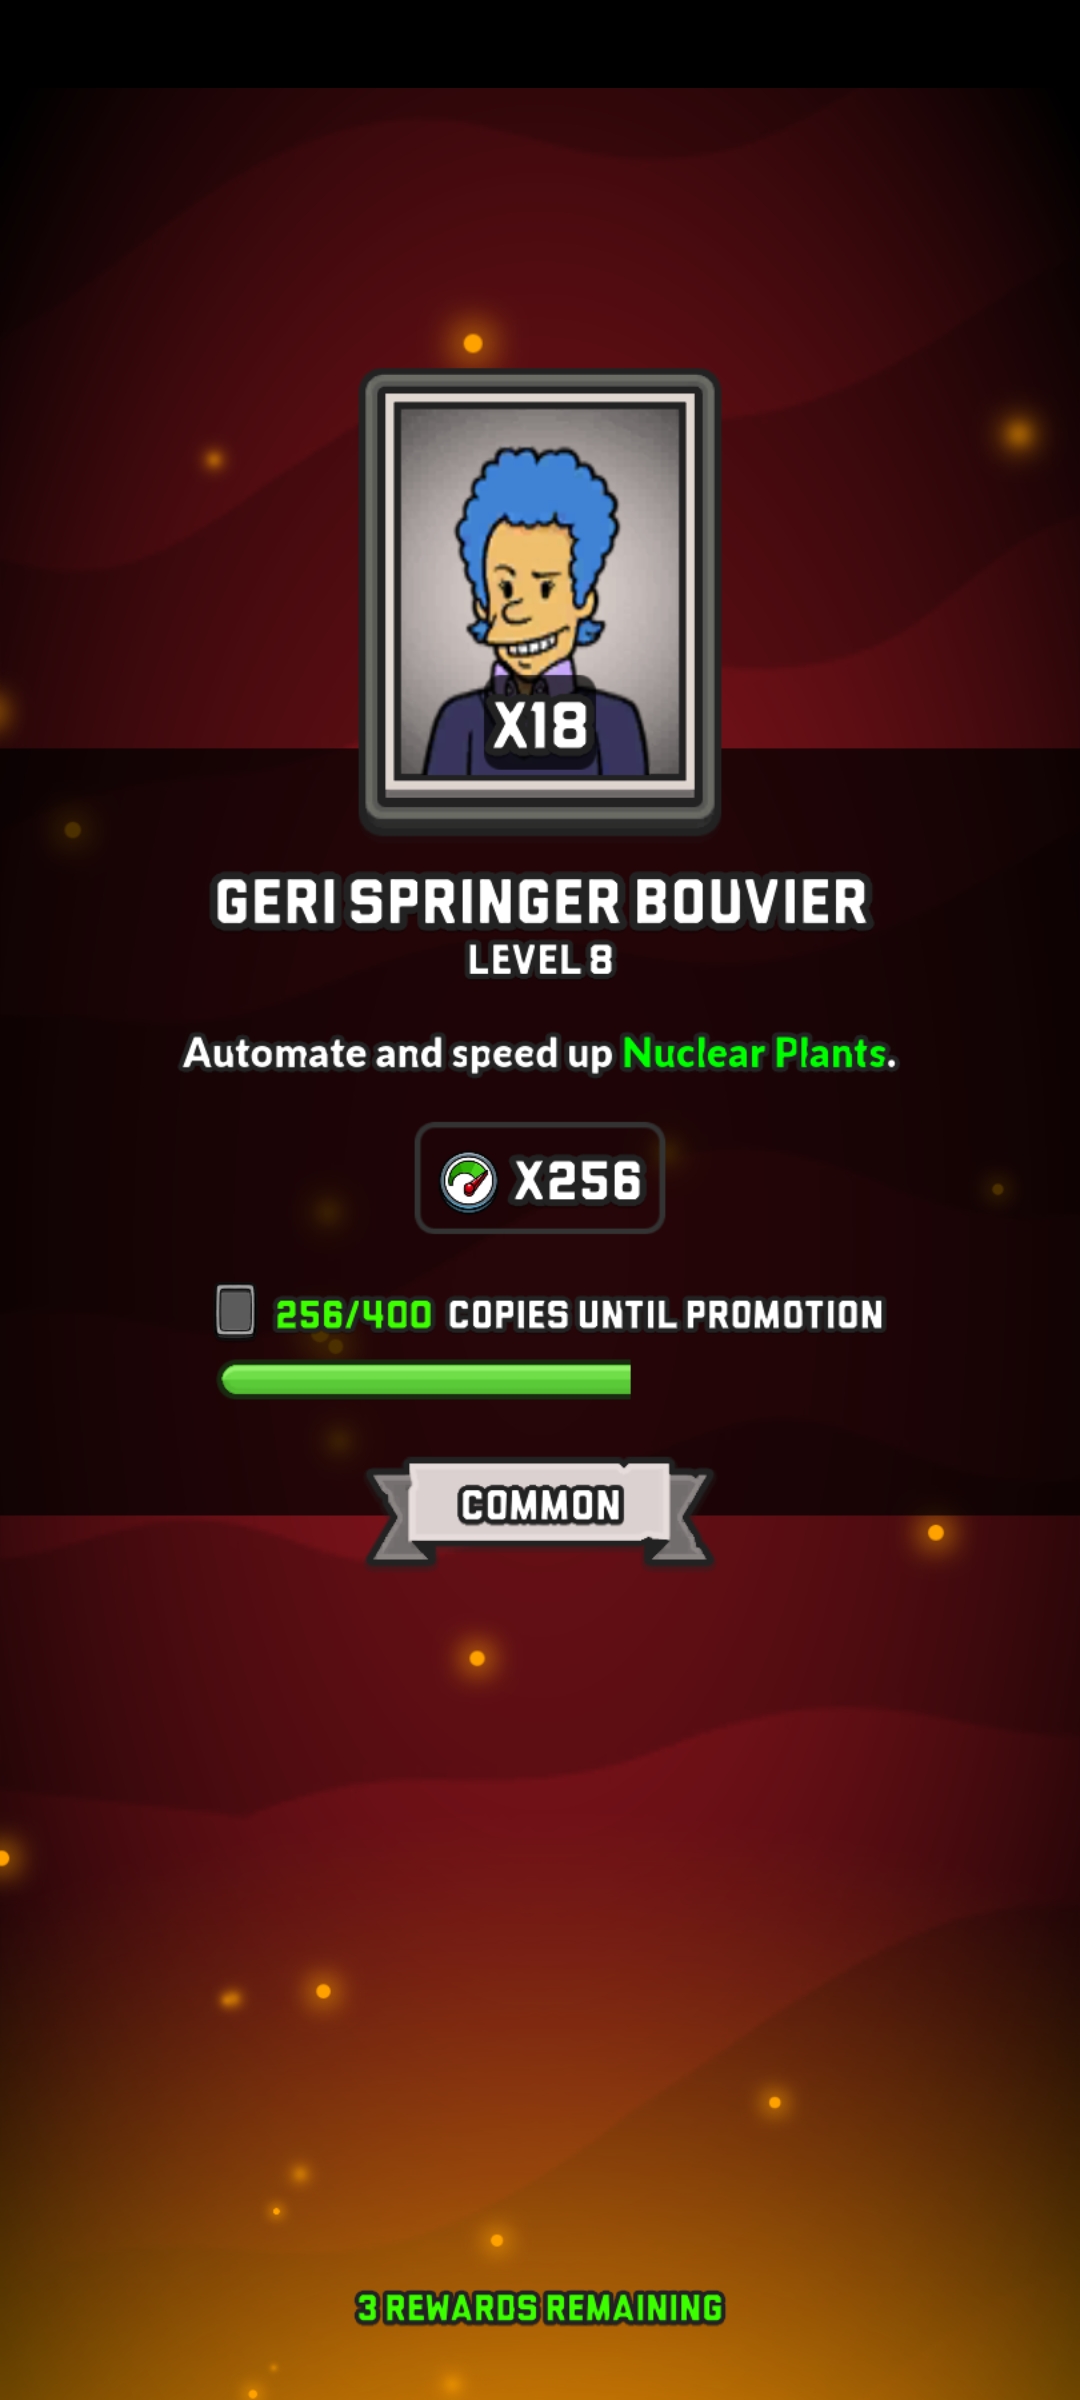 X18
GERI SPRINGER BOUVIER
LEVEL 8
Automate and speed up Nuclear Plants.
X256
256/400 COPIES UNTIL PROMOTION
COMMON
3 REWARDS REMAINING